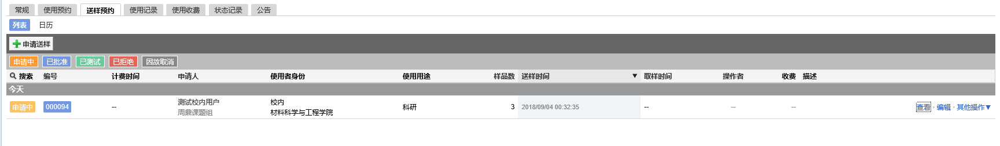 常规 使用预约 送样预约 使用记录 使用收费 状态记录 公告
列表 日历
申请送样
申请中 已批准 已测试 已拒绝 因故取消
搜索 编号 计费时间 申请人 使用者身份 使用用途 样品数 送样时间 ▼ 取样时间 操作者 收费 描述
今天
申请中 000094 -- 测试校内用户 校内 科研 3 2018/09/04 00:32:35 -- -- -- 查看 编辑 其他操作▼
周鼎课题组 材料科学与工程学院